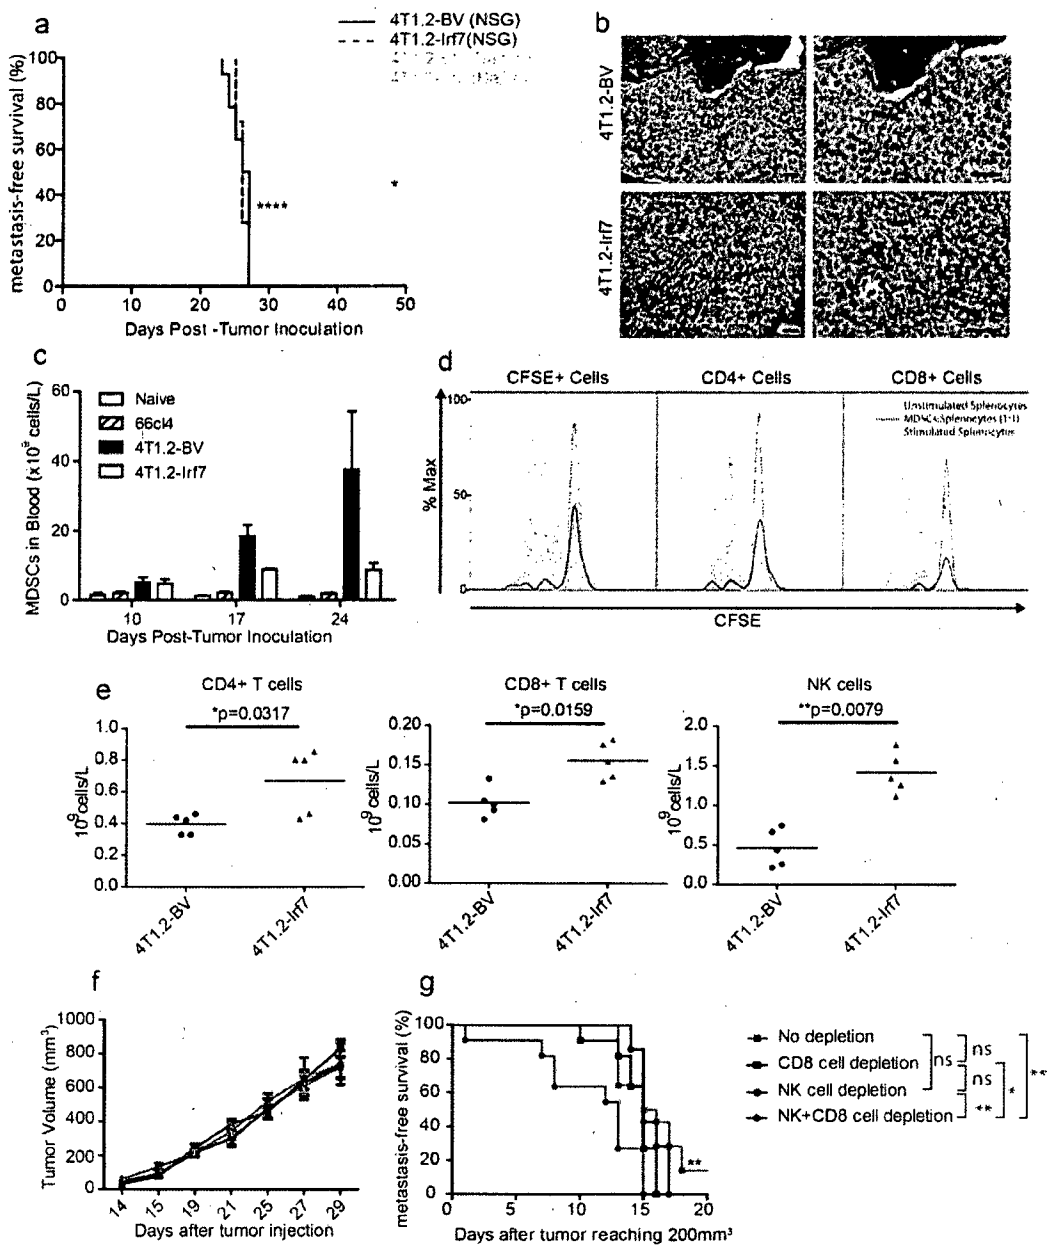 a
4T1.2-BV (NSG)
4T1.2-Irf7(NSG)
metastasis-free survival (%)
100
80
60
40
20
0
*
****
0 10 20 30 40 50
Days Post -Tumor Inoculation
b
4T1.2-BV
4T1.2-Irf7
c
MDSCs in Blood (x10⁹ cells/L)
60
40
20
0
Naive
66cl4
4T1.2-BV
4T1.2-Irf7
10 17 24
Days Post-Tumor Inoculation
d
CFSE+ Cells CD4+ Cells CD8+ Cells
% Max
100
50
0
Unstimulated Splenocytes
MDSCs:Splenocytes (1:1)
Stimulated Splenocytes
CFSE
e
CD4+ T cells
*p=0.0317
10⁹cells/L
1.0
0.8
0.6
0.4
0.2
0.0
4T1.2-BV
4T1.2-Irf7
CD8+ T cells
*p=0.0159
10⁹cells/L
0.20
0.15
0.10
0.05
0.00
4T1.2-BV
4T1.2-Irf7
NK cells
**p=0.0079
10⁹cells/L
2.0
1.5
1.0
0.5
0.0
4T1.2-BV
4T1.2-Irf7
f
Tumor Volume (mm³)
1000
800
600
400
200
0
14 15 19 21 25 27 29
Days after tumor injection
g
metastasis-free survival (%)
100
80
60
40
20
0
**
0 5 10 15 20
Days after tumor reaching 200mm³
No depletion
CD8 cell depletion
NK cell depletion
NK+CD8 cell depletion
ns
ns
ns
**
*
**